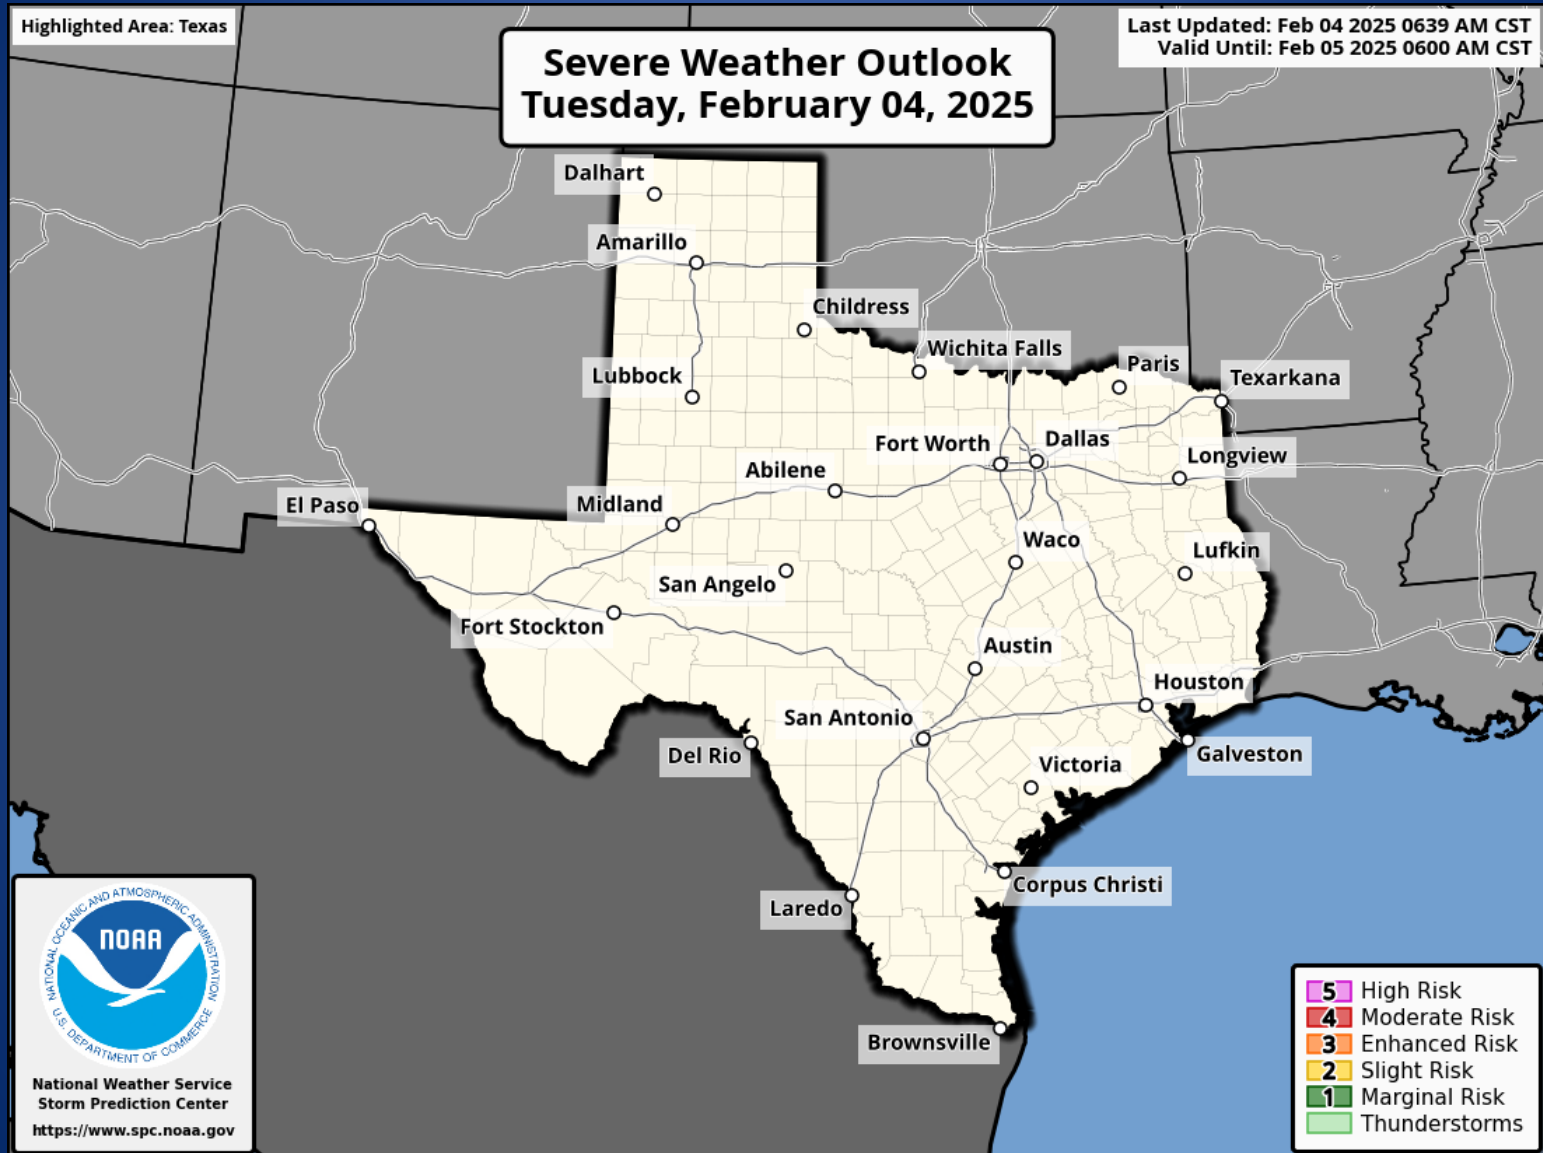 Highlighted Area: Texas
Last Updated: Feb 04 2025 0639 AM CST
Valid Until: Feb 05 2025 0600 AM CST
Severe Weather Outlook
Tuesday, February 04, 2025
Dalhart
Amarillo
Childress
Wichita Falls
Paris
Texarkana
Lubbock
Fort Worth
Dallas
Longview
Abilene
El Paso
Midland
Waco
Lufkin
San Angelo
Fort Stockton
Austin
Houston
San Antonio
Del Rio
Galveston
Victoria
Corpus Christi
Laredo
Brownsville
NATIONAL OCEANIC AND ATMOSPHERIC ADMINISTRATION
NOAA
U.S. DEPARTMENT OF COMMERCE
National Weather Service
Storm Prediction Center
https://www.spc.noaa.gov
5 High Risk
4 Moderate Risk
3 Enhanced Risk
2 Slight Risk
1 Marginal Risk
Thunderstorms